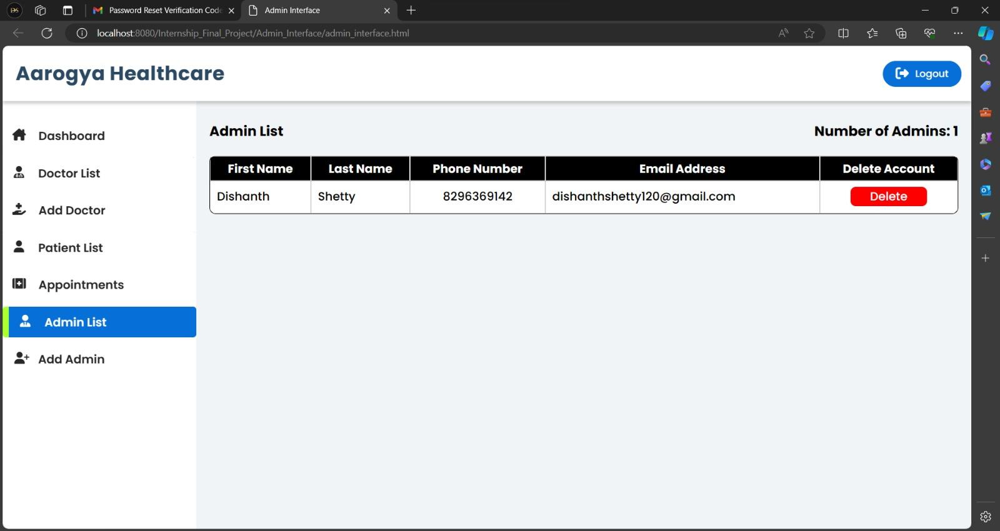 Password Reset Verification Code
Admin Interface
localhost:8080/Internship_Final_Project/Admin_Interface/admin_interface.html
Aarogya Healthcare
Logout
Dashboard
Doctor List
Add Doctor
Patient List
Appointments
Admin List
Add Admin
Admin List
Number of Admins: 1
First Name Last Name Phone Number Email Address Delete Account
Dishanth Shetty 8296369142 dishanthshetty120@gmail.com Delete